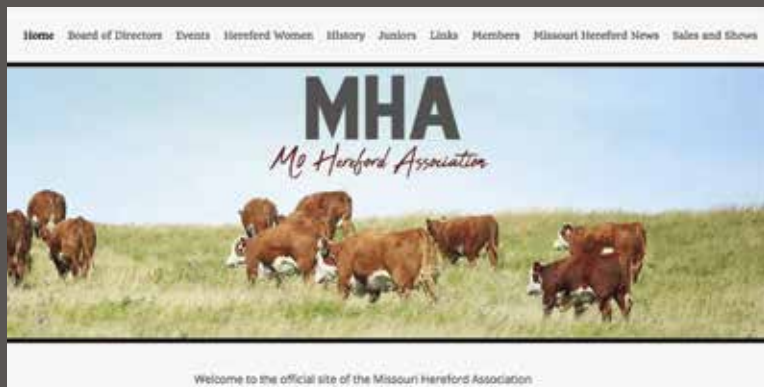 Home Board of Directors Events Hereford Women History Juniors Links Members Missouri Hereford News Sales and Shows
MHA
Mo Hereford Association
Welcome to the official site of the Missouri Hereford Association